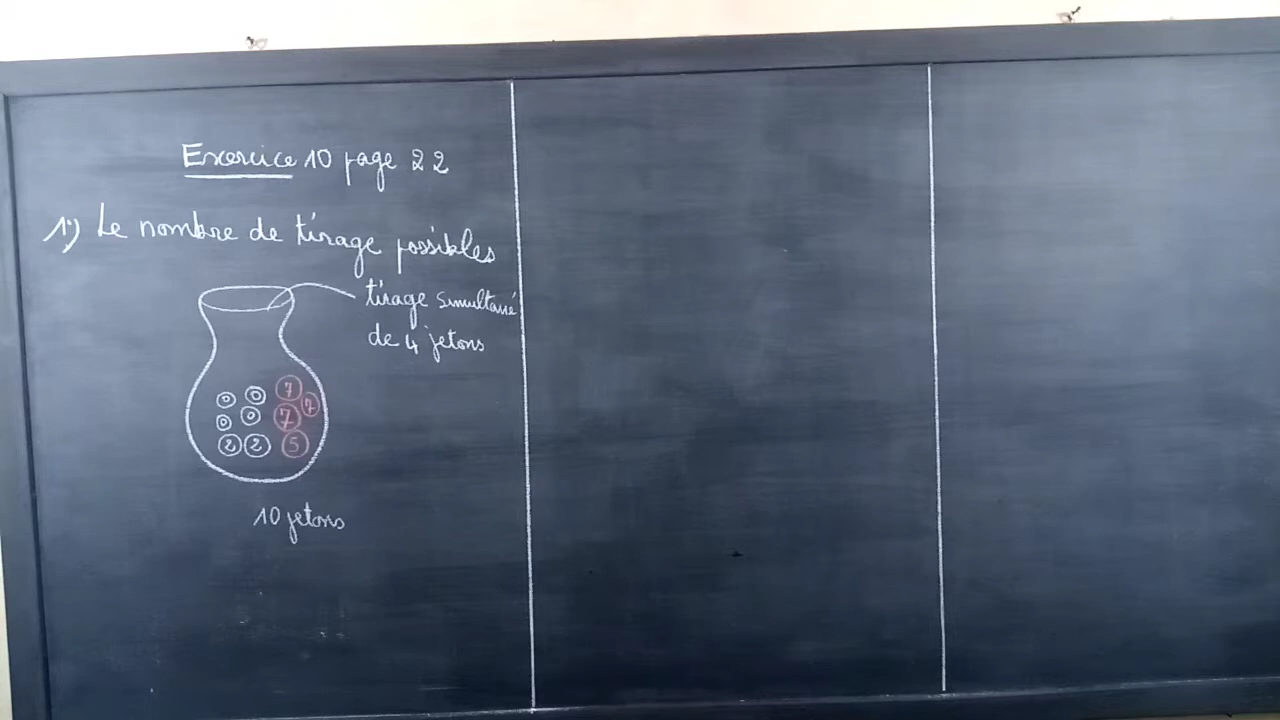 Exercice 10 page 22
1°) Le nombre de tirage possibles
tirage simultané
de 4 jetons
0 0 7
7
0 0 7
2 2 5
10 jetons